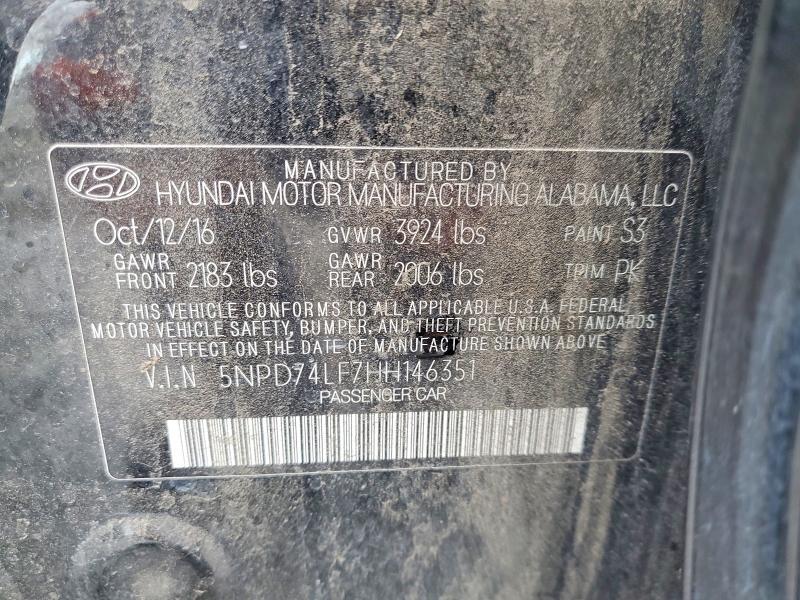 MANUFACTURED BY
HYUNDAI MOTOR MANUFACTURING ALABAMA, LLC
Oct/12/16 GVWR 3924 lbs PAINT S3
GAWR FRONT 2183 lbs GAWR REAR 2006 lbs TRIM PK
THIS VEHICLE CONFORMS TO ALL APPLICABLE U.S.A. FEDERAL
MOTOR VEHICLE SAFETY, BUMPER, AND THEFT PREVENTION STANDARDS
IN EFFECT ON THE DATE OF MANUFACTURE SHOWN ABOVE.
V.I.N 5NPD74LF7HH146351
PASSENGER CAR